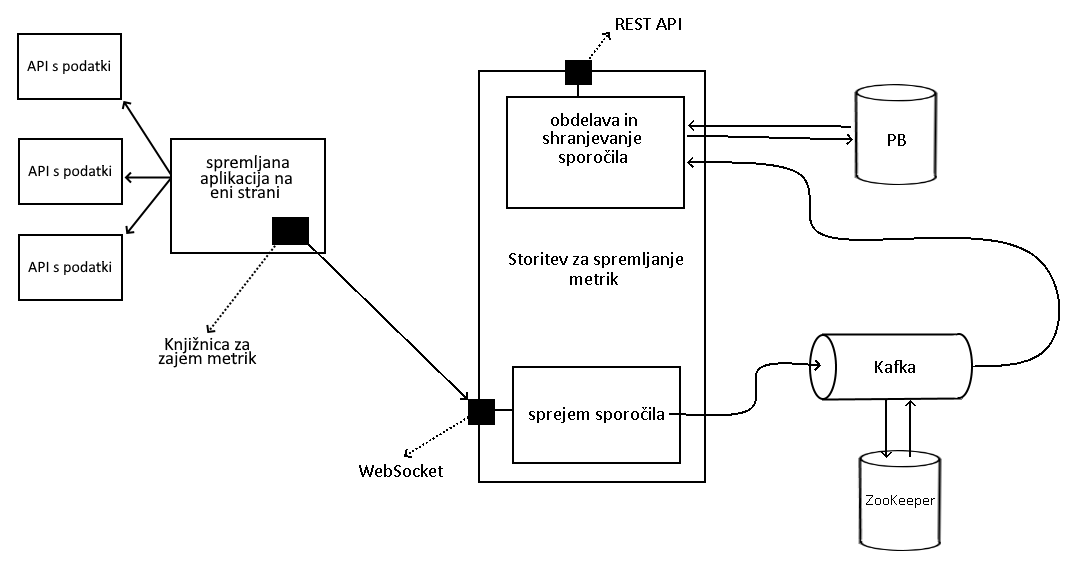 REST API
API s podatki
API s podatki
API s podatki
spremljana
aplikacija na
eni strani
Knjižnica za
zajem metrik
obdelava in
shranjevanje
sporočila
PB
Storitev za spremljanje
metrik
Kafka
sprejem sporočila
WebSocket
ZooKeeper